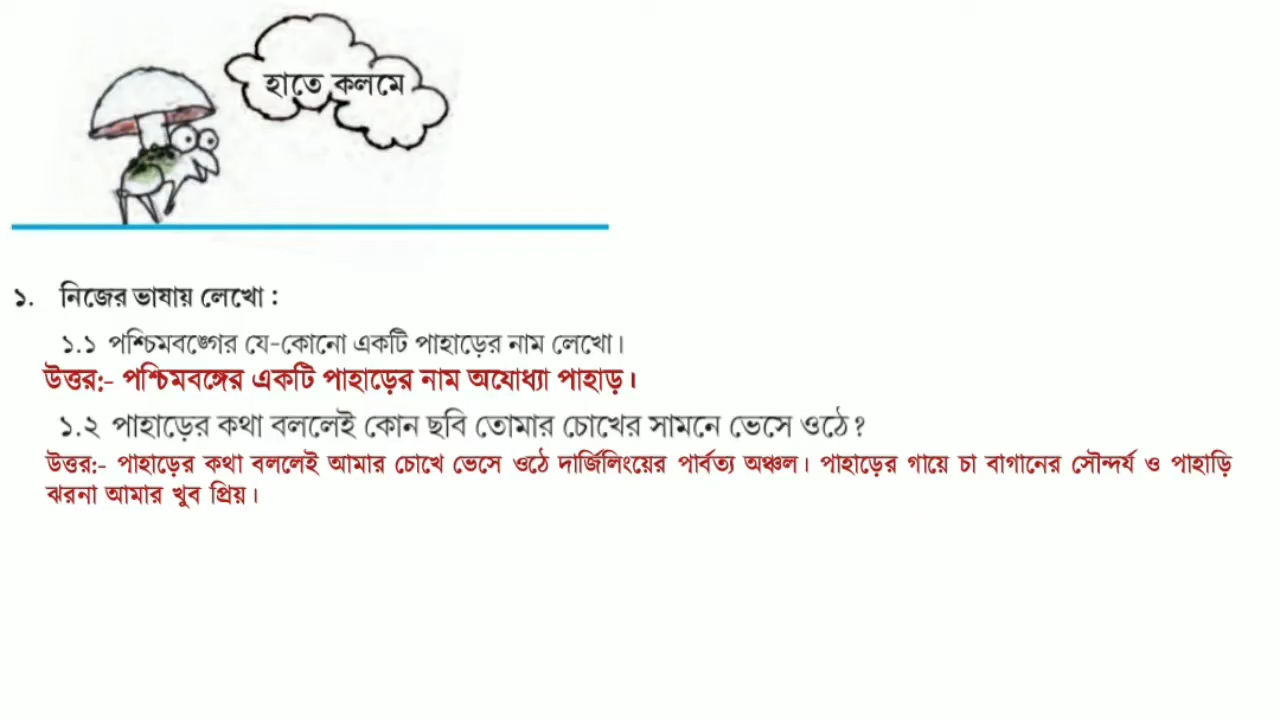 হাতে কলমে
১. নিজের ভাষায় লেখো :
১.১ পশ্চিমবঙ্গের যে-কোনো একটি পাহাড়ের নাম লেখো।
উত্তর:- পশ্চিমবঙ্গের একটি পাহাড়ের নাম অযোধ্যা পাহাড়।
১.২ পাহাড়ের কথা বললেই কোন ছবি তোমার চোখের সামনে ভেসে ওঠে?
উত্তর:- পাহাড়ের কথা বললেই আমার চোখে ভেসে ওঠে দার্জিলিংয়ের পার্বত্য অঞ্চল। পাহাড়ের গায়ে চা বাগানের সৌন্দর্য ও পাহাড়ি
ঝরনা আমার খুব প্রিয়।